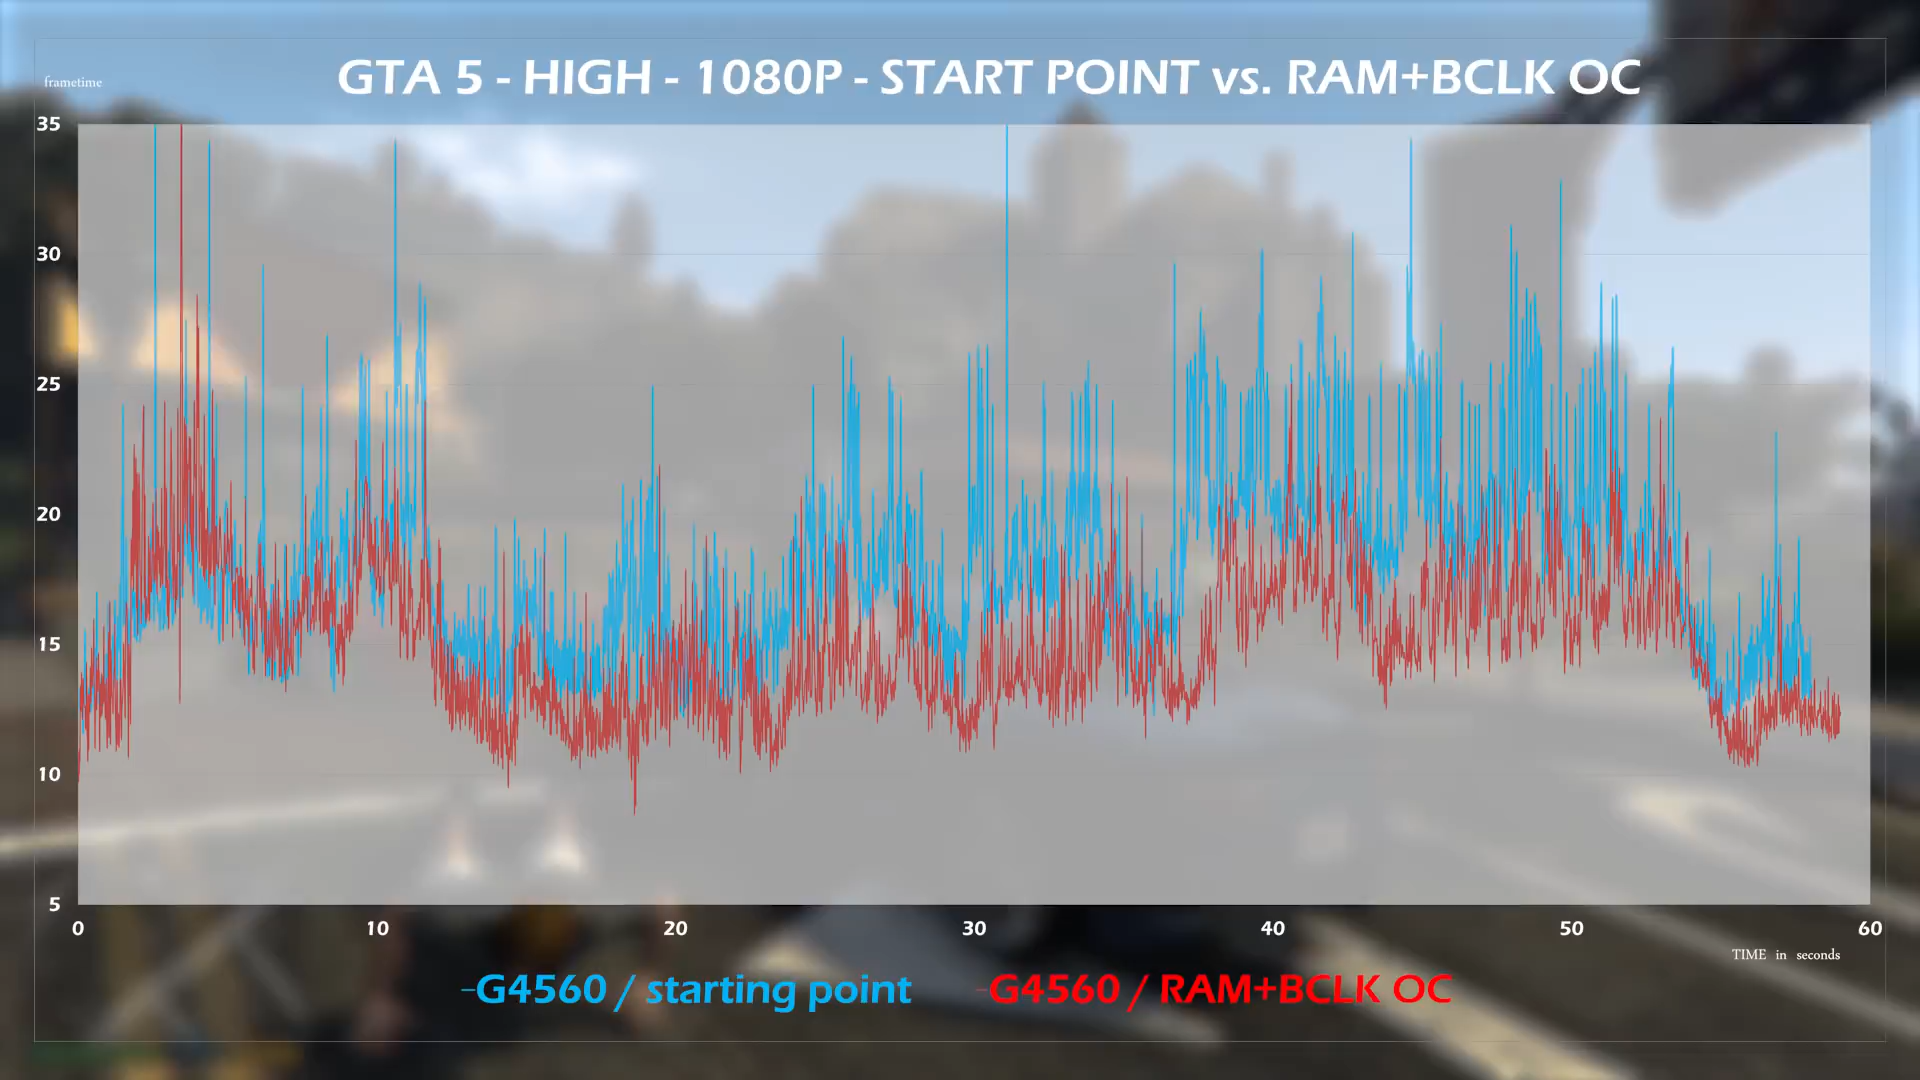 GTA 5 - HIGH - 1080P - START POINT vs. RAM+BCLK OC
frametime
35
30
25
20
15
10
5
0 10 20 30 40 50 60
TIME in seconds
-G4560 / starting point -G4560 / RAM+BCLK OC